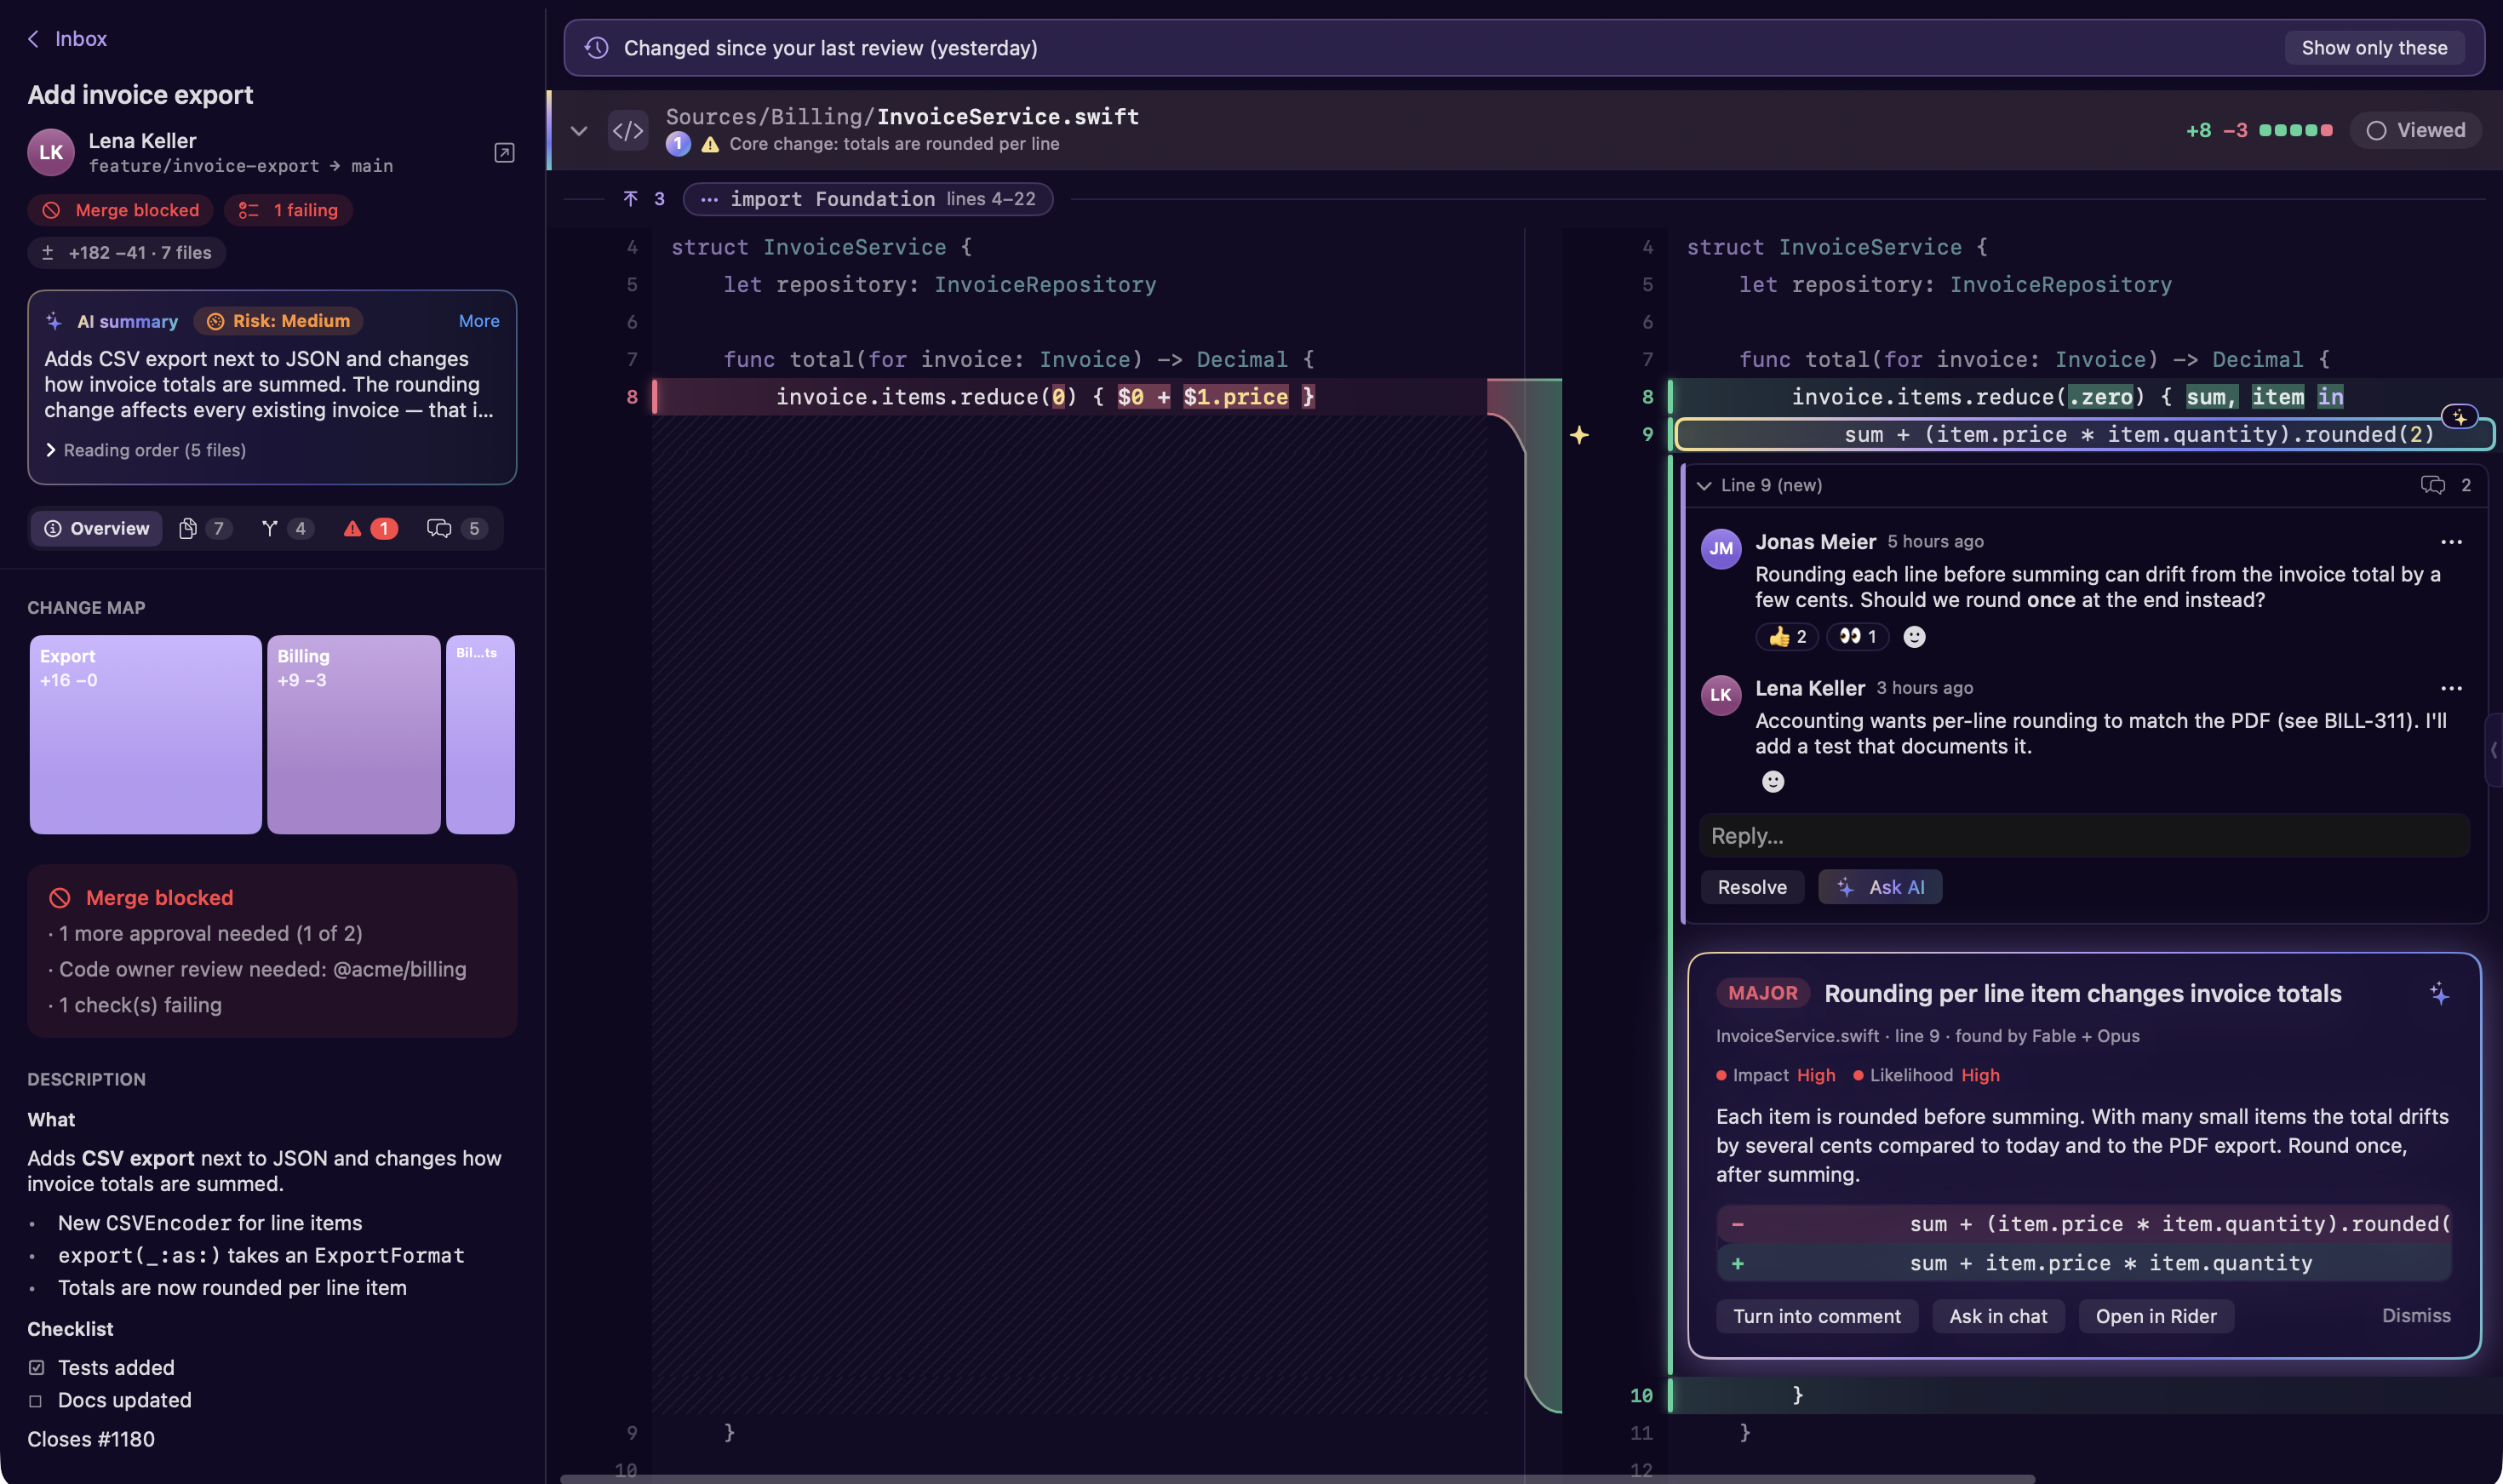 Inbox
Add invoice export
LK
Lena Keller
feature/invoice-export → main
Merge blocked
1 failing
± +182 −41 · 7 files
AI summary
Risk: Medium
More
Adds CSV export next to JSON and changes
how invoice totals are summed. The rounding
change affects every existing invoice — that i...
Reading order (5 files)
Overview
7
4
1
5
CHANGE MAP
Export
+16 −0
Billing
+9 −3
Bil...ts
Merge blocked
· 1 more approval needed (1 of 2)
· Code owner review needed: @acme/billing
· 1 check(s) failing
DESCRIPTION
What
Adds CSV export next to JSON and changes how
invoice totals are summed.
• New CSVEncoder for line items
• export(_:as:) takes an ExportFormat
• Totals are now rounded per line item
Checklist
Tests added
Docs updated
Closes #1180
Changed since your last review (yesterday)
Show only these
</> Sources/Billing/InvoiceService.swift
1 Core change: totals are rounded per line
+8 −3
Viewed
3
··· import Foundation lines 4–22
4 struct InvoiceService {
5 let repository: InvoiceRepository
6
7 func total(for invoice: Invoice) -> Decimal {
8 invoice.items.reduce(0) { $0 + $1.price }
9 }
10
4 struct InvoiceService {
5 let repository: InvoiceRepository
6
7 func total(for invoice: Invoice) -> Decimal {
8 invoice.items.reduce(.zero) { sum, item in
9 sum + (item.price * item.quantity).rounded(2)
Line 9 (new)
2
JM
Jonas Meier 5 hours ago
Rounding each line before summing can drift from the invoice total by a
few cents. Should we round once at the end instead?
👍 2
👀 1
LK
Lena Keller 3 hours ago
Accounting wants per-line rounding to match the PDF (see BILL-311). I'll
add a test that documents it.
Reply...
Resolve
Ask AI
MAJOR
Rounding per line item changes invoice totals
InvoiceService.swift · line 9 · found by Fable + Opus
Impact High
Likelihood High
Each item is rounded before summing. With many small items the total drifts
by several cents compared to today and to the PDF export. Round once,
after summing.
− sum + (item.price * item.quantity).rounded(
+ sum + item.price * item.quantity
Turn into comment
Ask in chat
Open in Rider
Dismiss
10 }
11 }
12